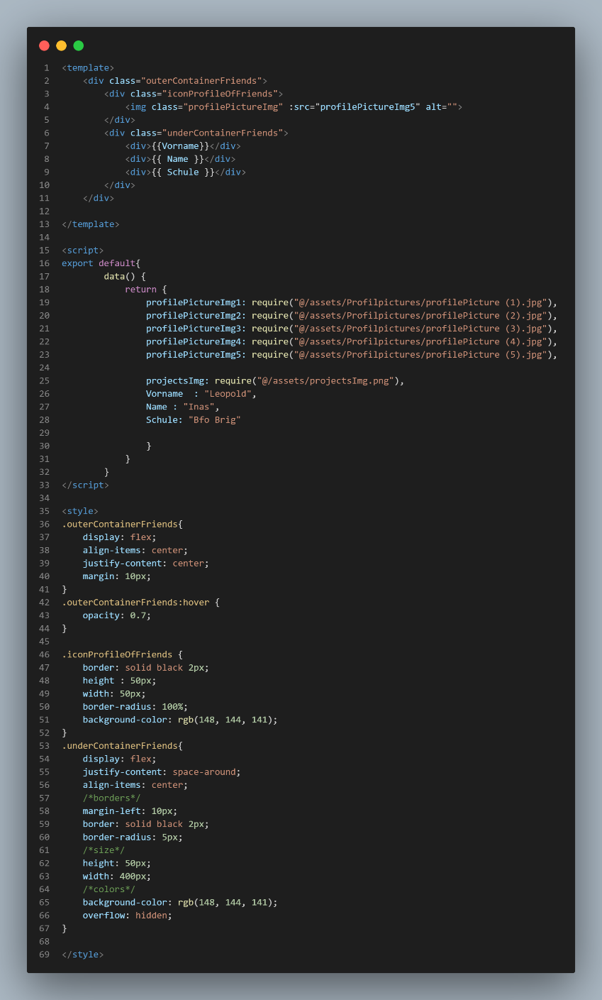 1 <template>
2     <div class="outerContainerFriends">
3         <div class="iconProfileOfFriends">
4             <img class="profilePictureImg" :src="profilePictureImg5" alt="">
5         </div>
6         <div class="underContainerFriends">
7             <div>{{Vorname}}</div>
8             <div>{{ Name }}</div>
9             <div>{{ Schule }}</div>
10         </div>
11     </div>
12
13 </template>
14
15 <script>
16 export default{
17         data() {
18             return {
19                 profilePictureImg1: require("@/assets/Profilpictures/profilePicture (1).jpg"),
20                 profilePictureImg2: require("@/assets/Profilpictures/profilePicture (2).jpg"),
21                 profilePictureImg3: require("@/assets/Profilpictures/profilePicture (3).jpg"),
22                 profilePictureImg4: require("@/assets/Profilpictures/profilePicture (4).jpg"),
23                 profilePictureImg5: require("@/assets/Profilpictures/profilePicture (5).jpg"),
24
25                 projectsImg: require("@/assets/projectsImg.png"),
26                 Vorname  : "Leopold",
27                 Name : "Inas",
28                 Schule: "Bfo Brig"
29
30                 }
31             }
32         }
33 </script>
34
35 <style>
36 .outerContainerFriends{
37     display: flex;
38     align-items: center;
39     justify-content: center;
40     margin: 10px;
41 }
42 .outerContainerFriends:hover {
43     opacity: 0.7;
44 }
45
46 .iconProfileOfFriends {
47     border: solid black 2px;
48     height : 50px;
49     width: 50px;
50     border-radius: 100%;
51     background-color: rgb(148, 144, 141);
52 }
53 .underContainerFriends{
54     display: flex;
55     justify-content: space-around;
56     align-items: center;
57     /*borders*/
58     margin-left: 10px;
59     border: solid black 2px;
60     border-radius: 5px;
61     /*size*/
62     height: 50px;
63     width: 400px;
64     /*colors*/
65     background-color: rgb(148, 144, 141);
66     overflow: hidden;
67 }
68
69 </style>